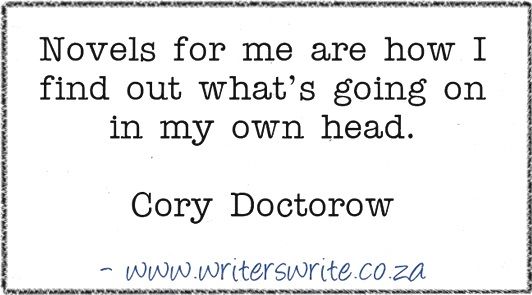 Novels for me are how I
find out what's going on
in my own head.
Cory Doctorow
- www.writerswrite.co.za